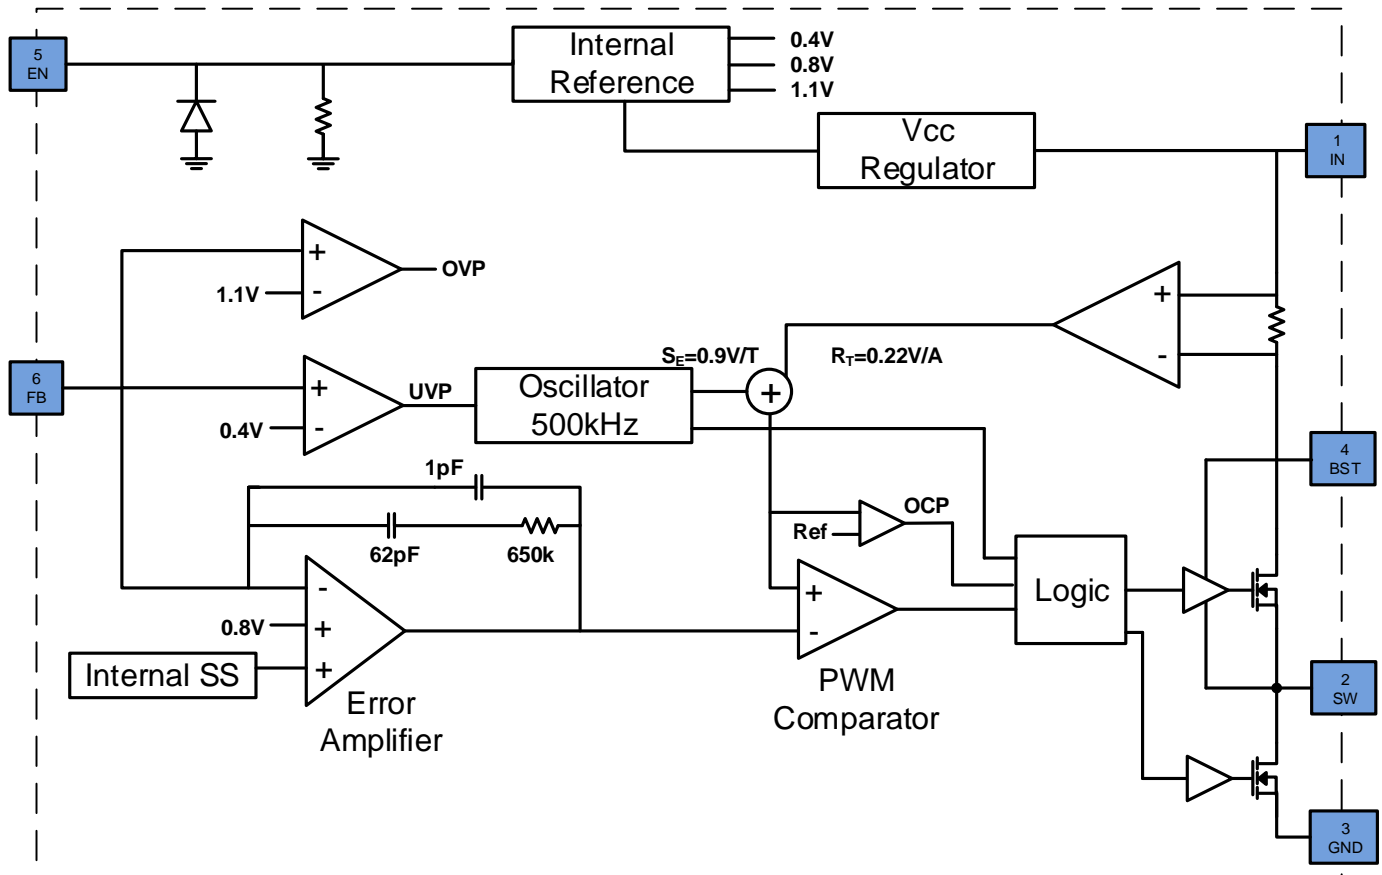 5
EN
Internal
Reference
0.4V
0.8V
1.1V
Vcc
Regulator
1
IN
+
-
1.1V
OVP
6
FB
+
-
0.4V
UVP
Oscillator
500kHz
SE=0.9V/T
+
RT=0.22V/A
+
-
4
BST
1pF
62pF
650k
Ref
OCP
-
+
+
0.8V
Internal SS
Error
Amplifier
+
-
PWM
Comparator
Logic
2
SW
3
GND